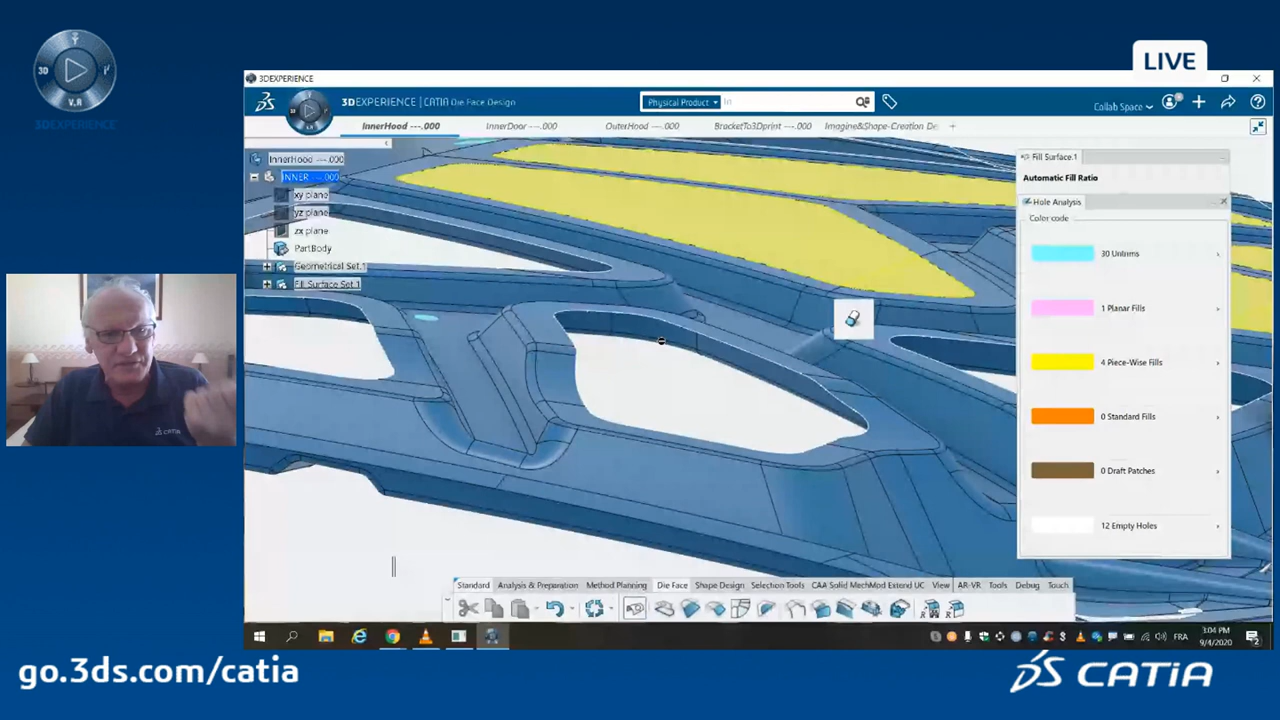 LIVE
3D
V.R
3DEXPERIENCE
3DEXPERIENCE
3DEXPERIENCE | CATIA Die Face Design
Physical Product
Collab Space
InnerHood ---.000
InnerDoor ---.000
OuterHood ---.000
BracketTo3Dprint ---.000
Imagine&Shape-Creation De
InnerHood ---.000
INNER ---.000
xy plane
yz plane
zx plane
PartBody
Geometrical Set.1
Fill Surface Set.1
Fill Surface.1
Automatic Fill Ratio
Hole Analysis
Color code
30 Untrims
1 Planar Fills
4 Piece-Wise Fills
0 Standard Fills
0 Draft Patches
12 Empty Holes
CATIA
Standard
Analysis & Preparation
Method Planning
Die Face
Shape Design
Selection Tools
CAA Solid MechMod Extend UC
View
AR-VR
Tools
Debug
Touch
FRA
3:04 PM
9/4/2020
go.3ds.com/catia
CATIA